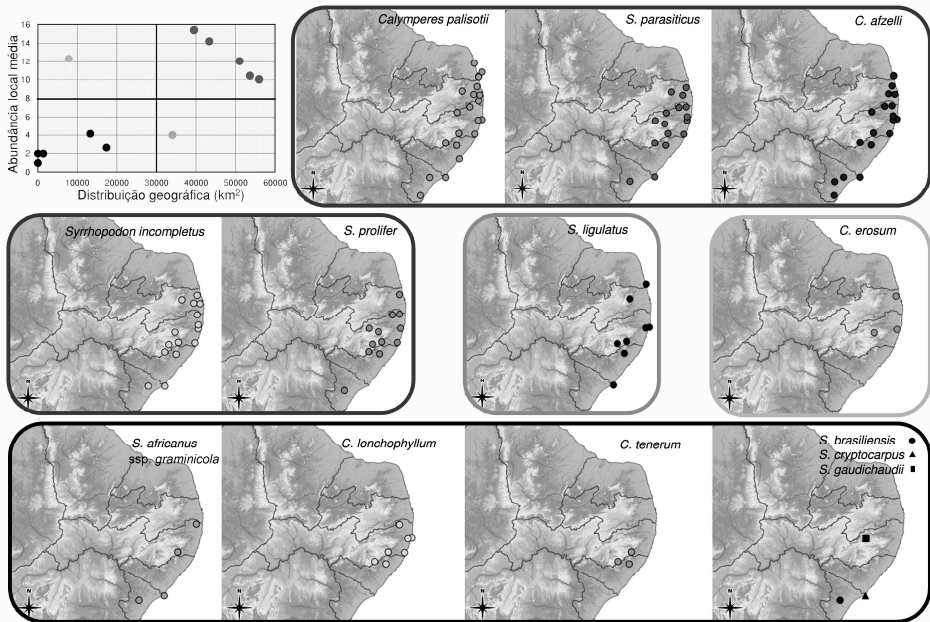 Abundância local média
16
14
12
10
8
6
4
2
0
0 10000 20000 30000 40000 50000 60000
Distribuição geográfica (km²)
Calymperes palisotii
S. parasiticus
C. afzelli
N
N
N
Syrrhopodon incompletus
S. prolifer
S. ligulatus
C. erosum
N
N
N
N
S. africanus
ssp. graminicola
C. lonchophyllum
C. tenerum
S. brasiliensis
S. cryptocarpus
S. gaudichaudii
N
N
N
N